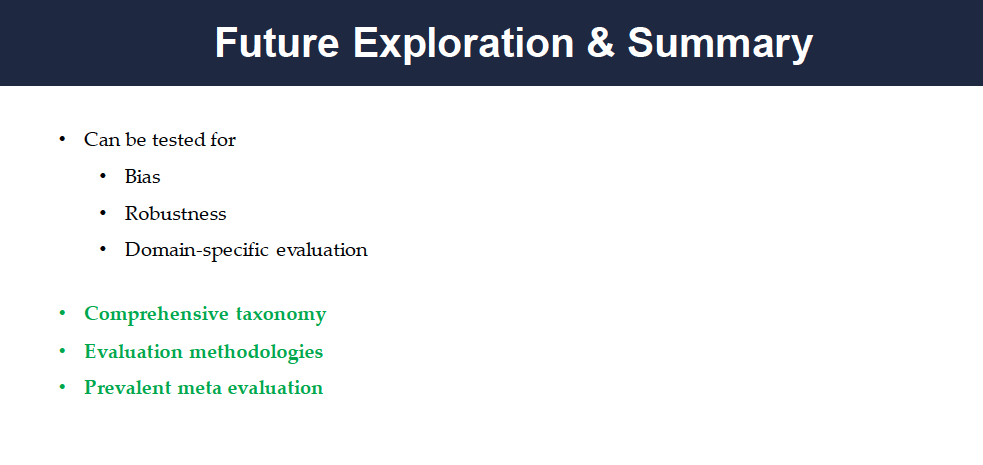 Future Exploration & Summary
• Can be tested for
• Bias
• Robustness
• Domain-specific evaluation
• Comprehensive taxonomy
• Evaluation methodologies
• Prevalent meta evaluation